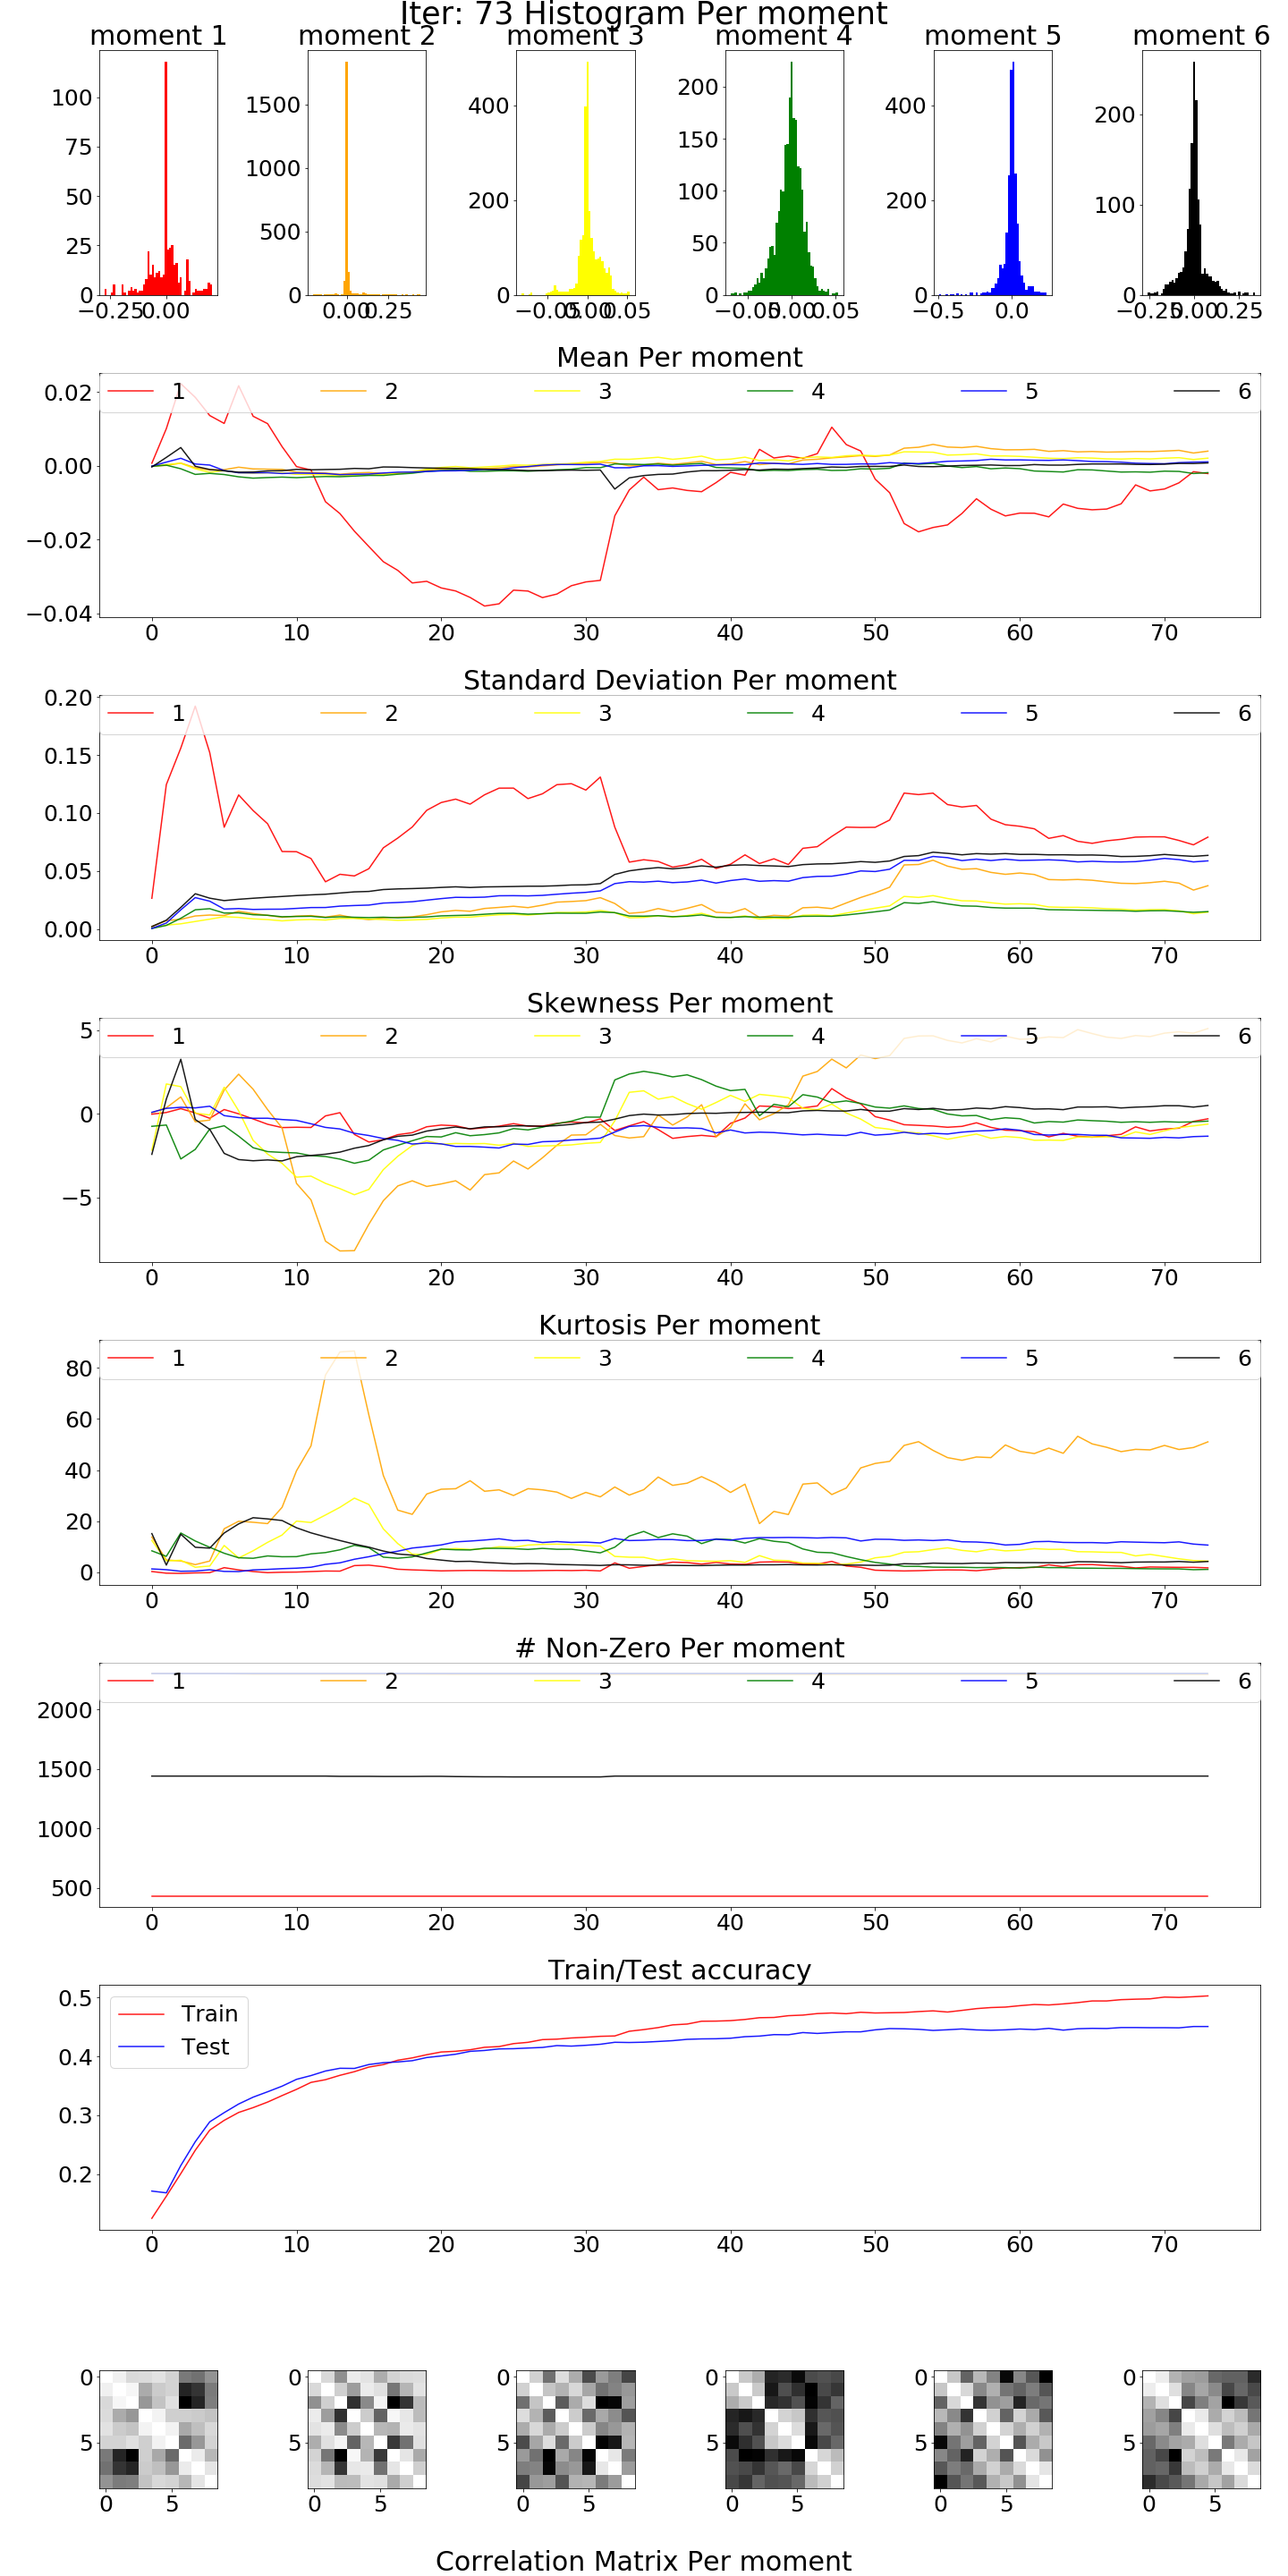 Iter: 73 Histogram Per moment
moment 1 moment 2 moment 3 moment 4 moment 5 moment 6
100 75 50 25 0
−0.25 0.00
1500 1000 500 0
0.00 0.25
400 200 0
−0.05 0.00 0.05
200 150 100 50 0
−0.05 0.00 0.05
400 200 0
−0.5 0.0
200 100 0
−0.25 0.00 0.25
Mean Per moment
1 2 3 4 5 6
0.02
0.00
−0.02
−0.04
0 10 20 30 40 50 60 70
Standard Deviation Per moment
1 2 3 4 5 6
0.20
0.15
0.10
0.05
0.00
0 10 20 30 40 50 60 70
Skewness Per moment
1 2 3 4 5 6
5
0
−5
0 10 20 30 40 50 60 70
Kurtosis Per moment
1 2 3 4 5 6
80
60
40
20
0
0 10 20 30 40 50 60 70
# Non-Zero Per moment
1 2 3 4 5 6
2000
1500
1000
500
0 10 20 30 40 50 60 70
Train/Test accuracy
Train
Test
0.5
0.4
0.3
0.2
0 10 20 30 40 50 60 70
0 0 0 0 0 0
5 5 5 5 5 5
0 5 0 5 0 5 0 5 0 5 0 5
Correlation Matrix Per moment